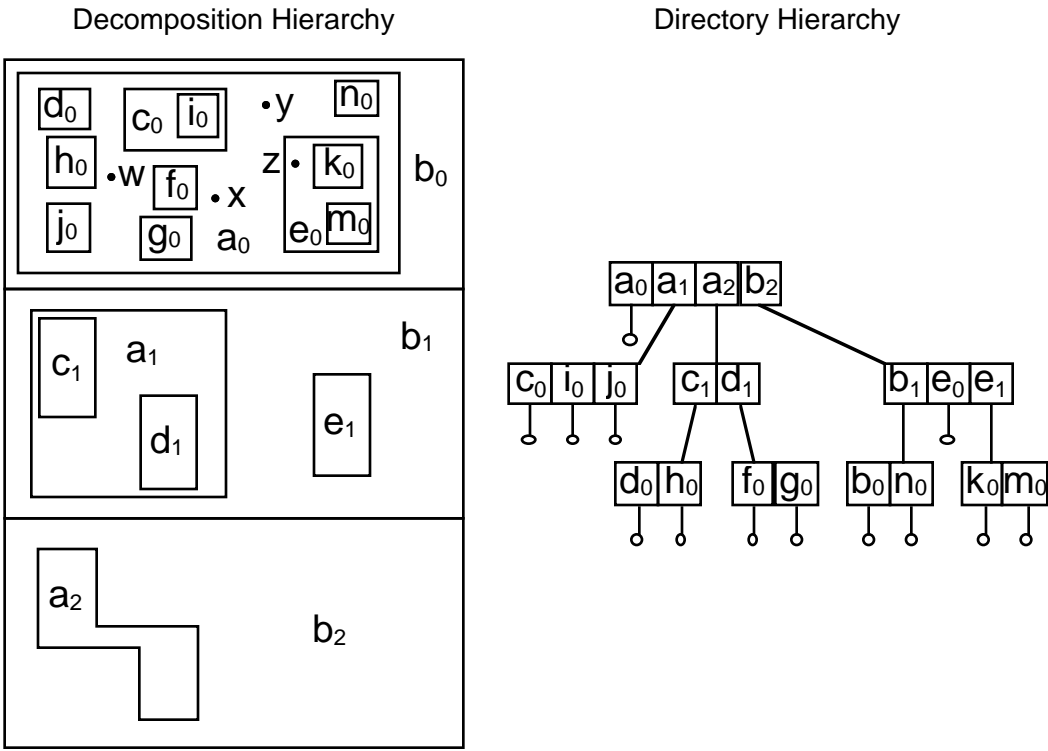 Decomposition Hierarchy
Directory Hierarchy
d₀ c₀ i₀ y n₀
h₀ w f₀ x z k₀ b₀
j₀ g₀ a₀ e₀ m₀
c₁ a₁ b₁
d₁ e₁
a₂ b₂
a₀ a₁ a₂ b₂
c₀ i₀ j₀ c₁ d₁ b₁ e₀ e₁
d₀ h₀ f₀ g₀ b₀ n₀ k₀ m₀